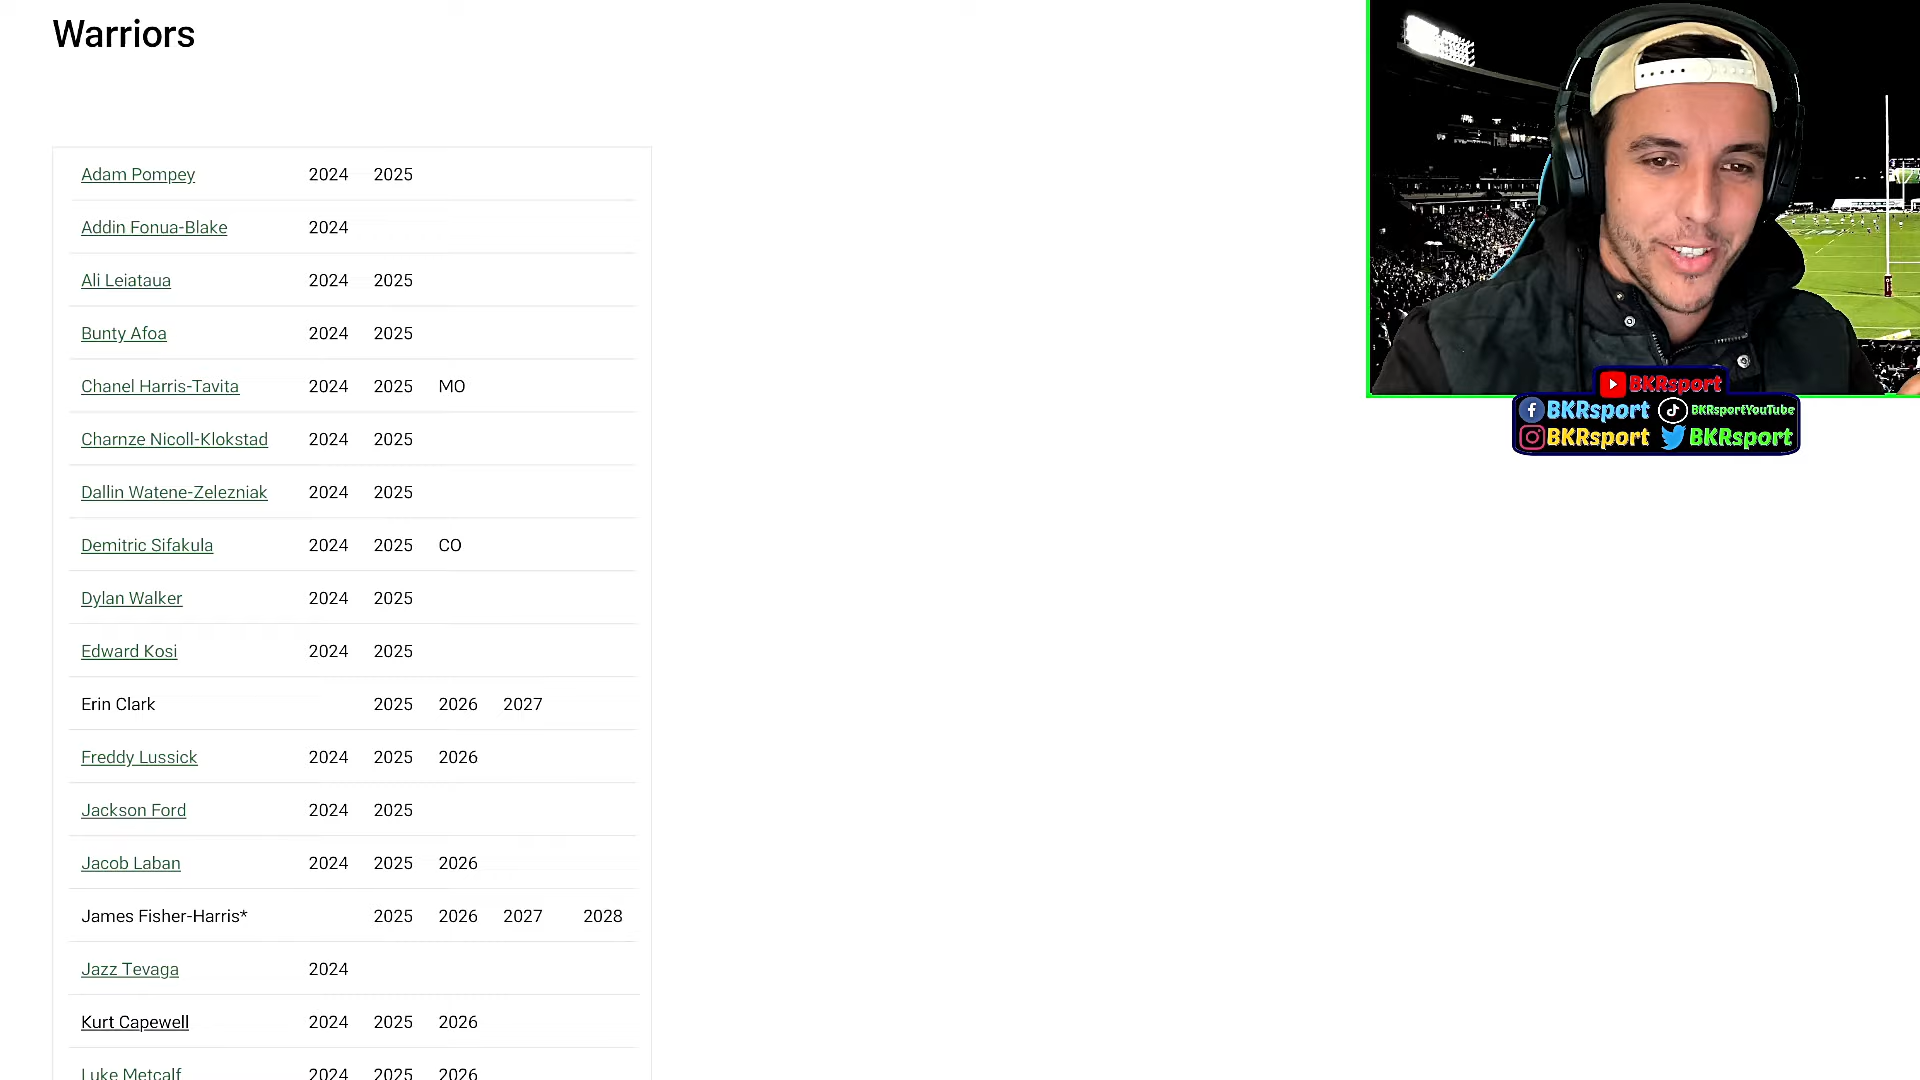 Warriors
Adam Pompey 2024 2025
Addin Fonua-Blake 2024
Ali Leiataua 2024 2025
Bunty Afoa 2024 2025
Chanel Harris-Tavita 2024 2025 MO
Charnze Nicoll-Klokstad 2024 2025
Dallin Watene-Zelezniak 2024 2025
Demitric Sifakula 2024 2025 CO
Dylan Walker 2024 2025
Edward Kosi 2024 2025
Erin Clark 2025 2026 2027
Freddy Lussick 2024 2025 2026
Jackson Ford 2024 2025
Jacob Laban 2024 2025 2026
James Fisher-Harris* 2025 2026 2027 2028
Jazz Tevaga 2024
Kurt Capewell 2024 2025 2026
Luke Metcalf 2024 2025 2026
BKRsport
BKRsport BKRsportYouTube
BKRsport BKRsport